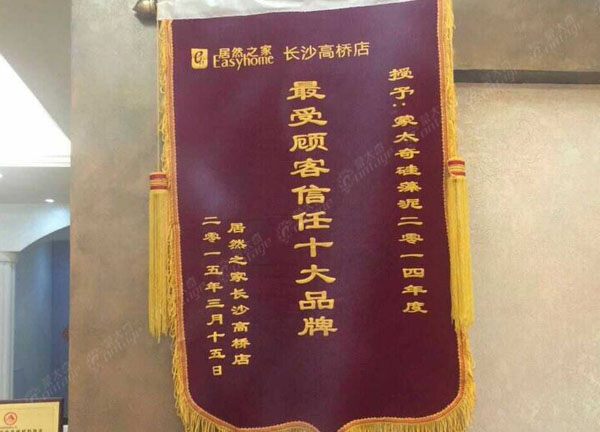 居然之家 长沙高桥店
Easyhome
授予：蒙太奇硅藻泥二零一四年度
最受顾客信任十大品牌
居然之家长沙高桥店
二零一五年三月十五日